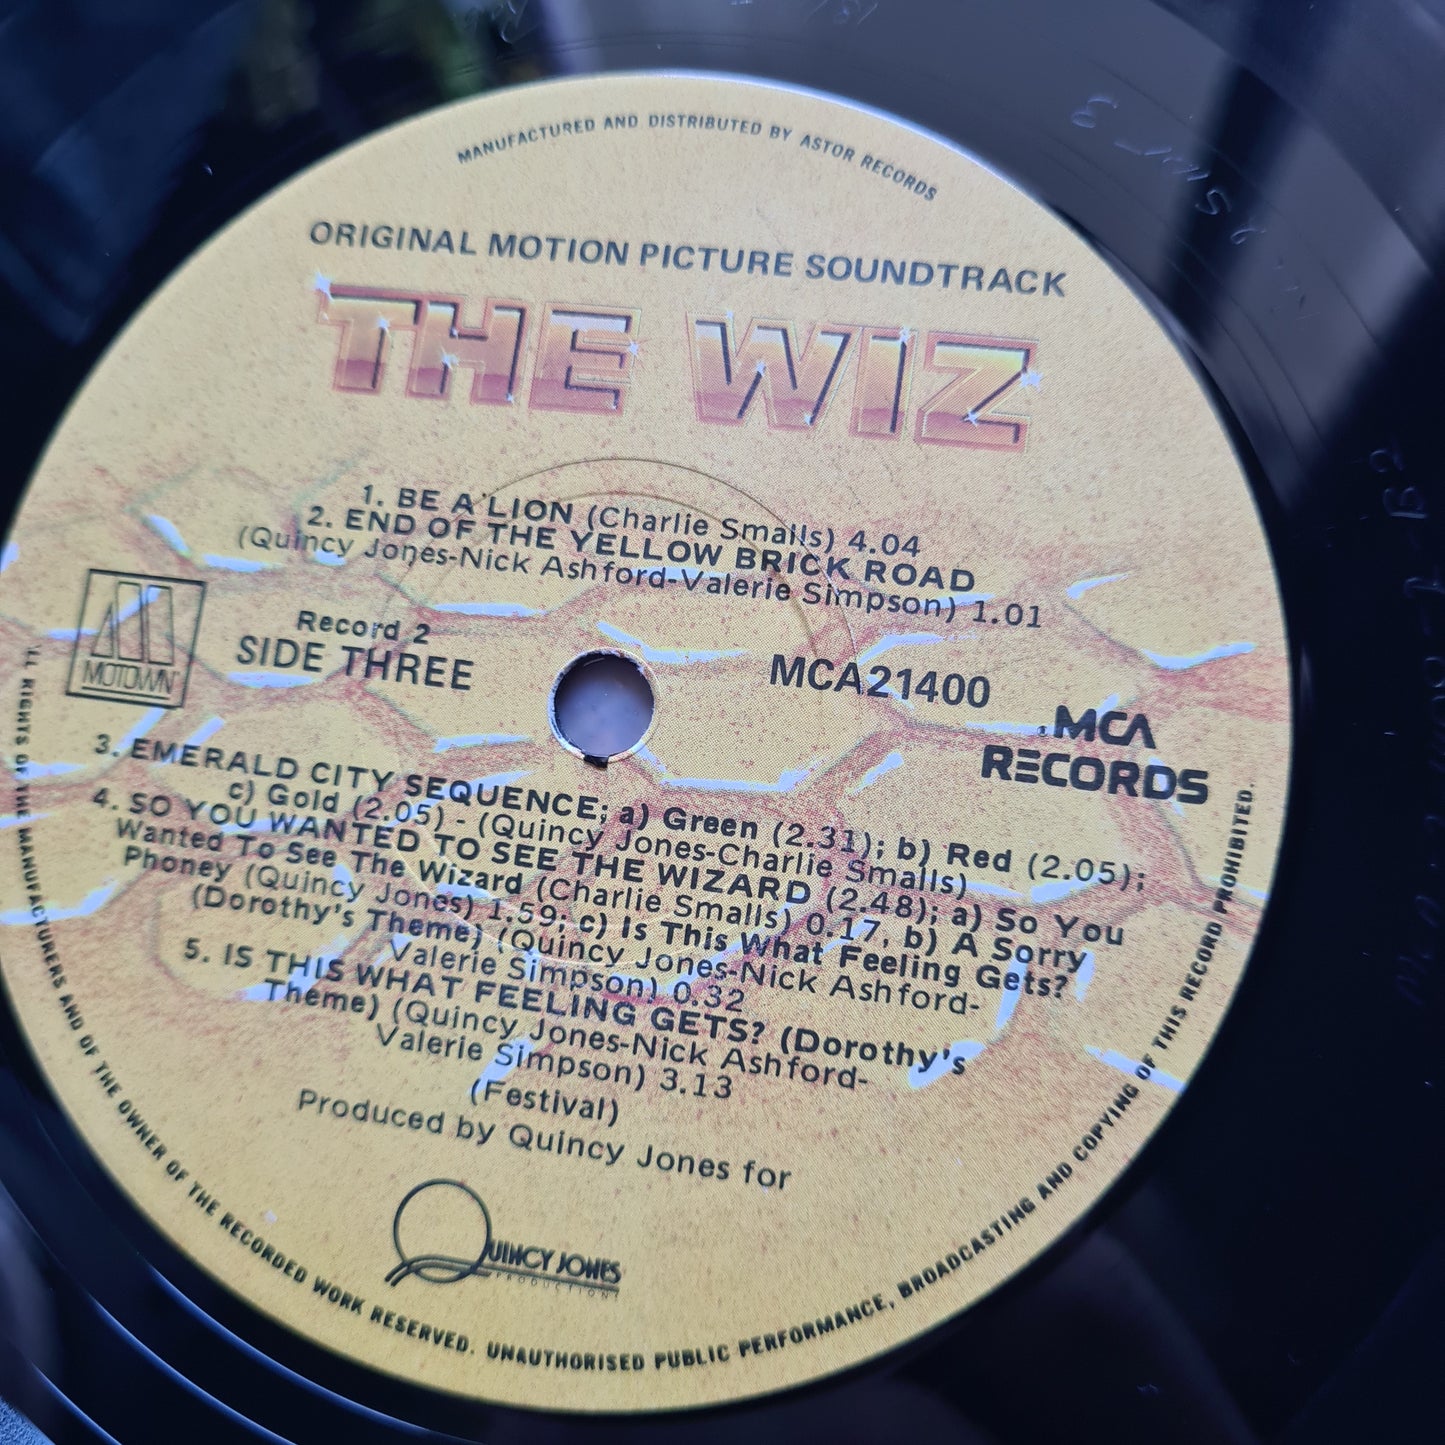 MANUFACTURED AND DISTRIBUTED BY ASTOR RECORDS
ORIGINAL MOTION PICTURE SOUNDTRACK
THE WIZ
1. BE A LION (Charlie Smalls) 4.04
2. END OF THE YELLOW BRICK ROAD
(Quincy Jones-Nick Ashford-Valerie Simpson) 1.01
MOTOWN
Record 2
SIDE THREE
MCA21400
MCA
RECORDS
3. EMERALD CITY SEQUENCE; a) Green (2.31); b) Red (2.05);
c) Gold (2.05) - (Quincy Jones-Charlie Smalls)
4. SO YOU WANTED TO SEE THE WIZARD (2.48); a) So You
Wanted To See The Wizard (Charlie Smalls) 0.17, b) A Sorry
Phoney (Quincy Jones) 1.59; c) Is This What Feeling Gets?
(Dorothy's Theme) (Quincy Jones-Nick Ashford-
Valerie Simpson) 0.32
5. IS THIS WHAT FEELING GETS? (Dorothy's
Theme) (Quincy Jones-Nick Ashford-
Valerie Simpson) 3.13
(Festival)
Produced by Quincy Jones for
QUINCY JONES
PRODUCTIONS
ALL RIGHTS OF THE MANUFACTURERS AND OF THE OWNER OF THE RECORDED WORK RESERVED. UNAUTHORISED PUBLIC PERFORMANCE, BROADCASTING AND COPYING OF THIS RECORD PROHIBITED.